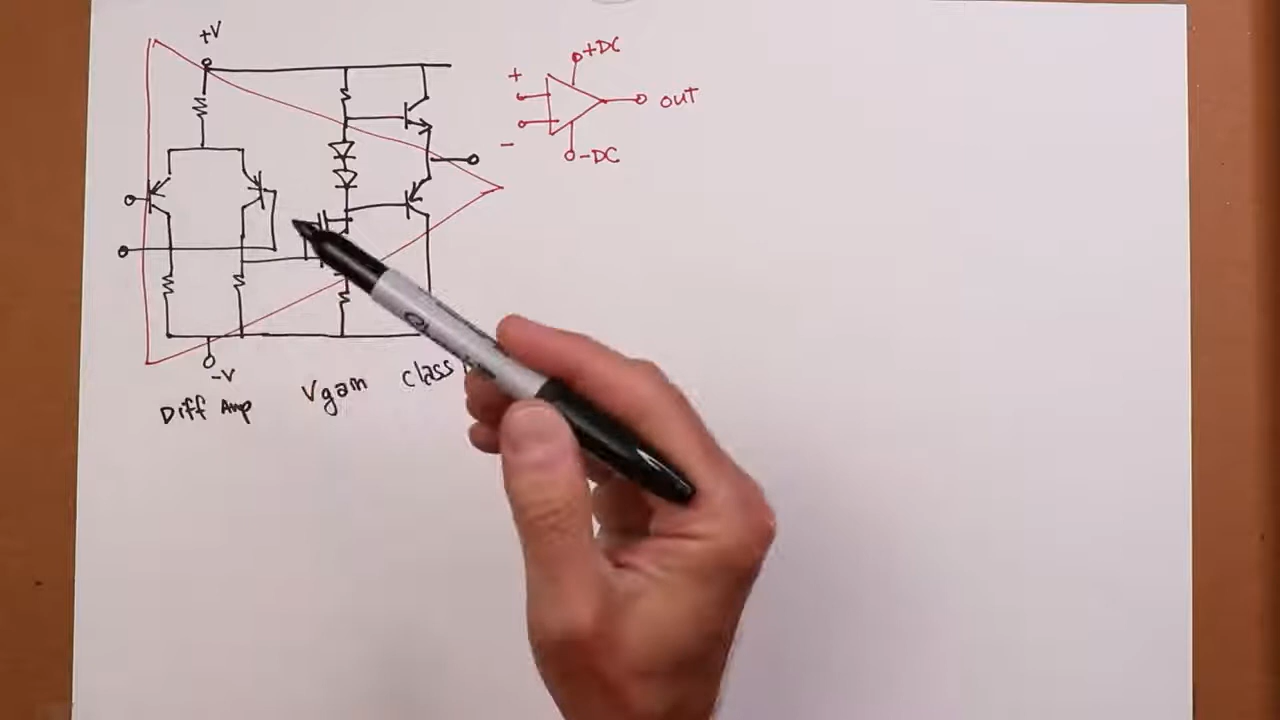 +V
+
+DC
out
-
-DC
-V
Vgain
class
Diff Amp